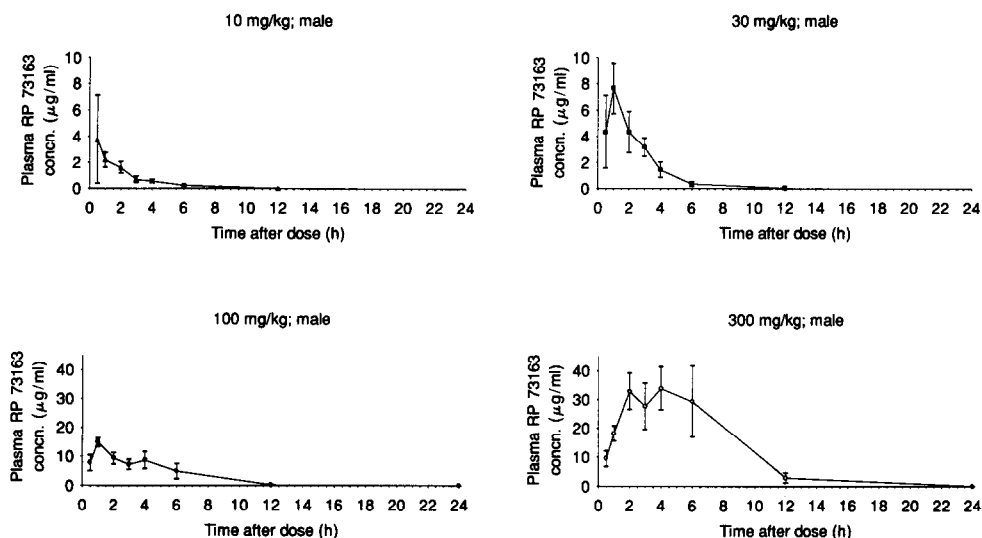 10 mg/kg; male
Plasma RP 73163
concn. (μg/ml)
10
8
6
4
2
0
0 2 4 6 8 10 12 14 16 18 20 22 24
Time after dose (h)
30 mg/kg; male
Plasma RP 73163
concn. (μg/ml)
10
8
6
4
2
0
0 2 4 6 8 10 12 14 16 18 20 22 24
Time after dose (h)
100 mg/kg; male
Plasma RP 73163
concn. (μg/ml)
40
30
20
10
0
0 2 4 6 8 10 12 14 16 18 20 22 24
Time after dose (h)
300 mg/kg; male
Plasma RP 73163
concn. (μg/ml)
40
30
20
10
0
0 2 4 6 8 10 12 14 16 18 20 22 24
Time after dose (h)